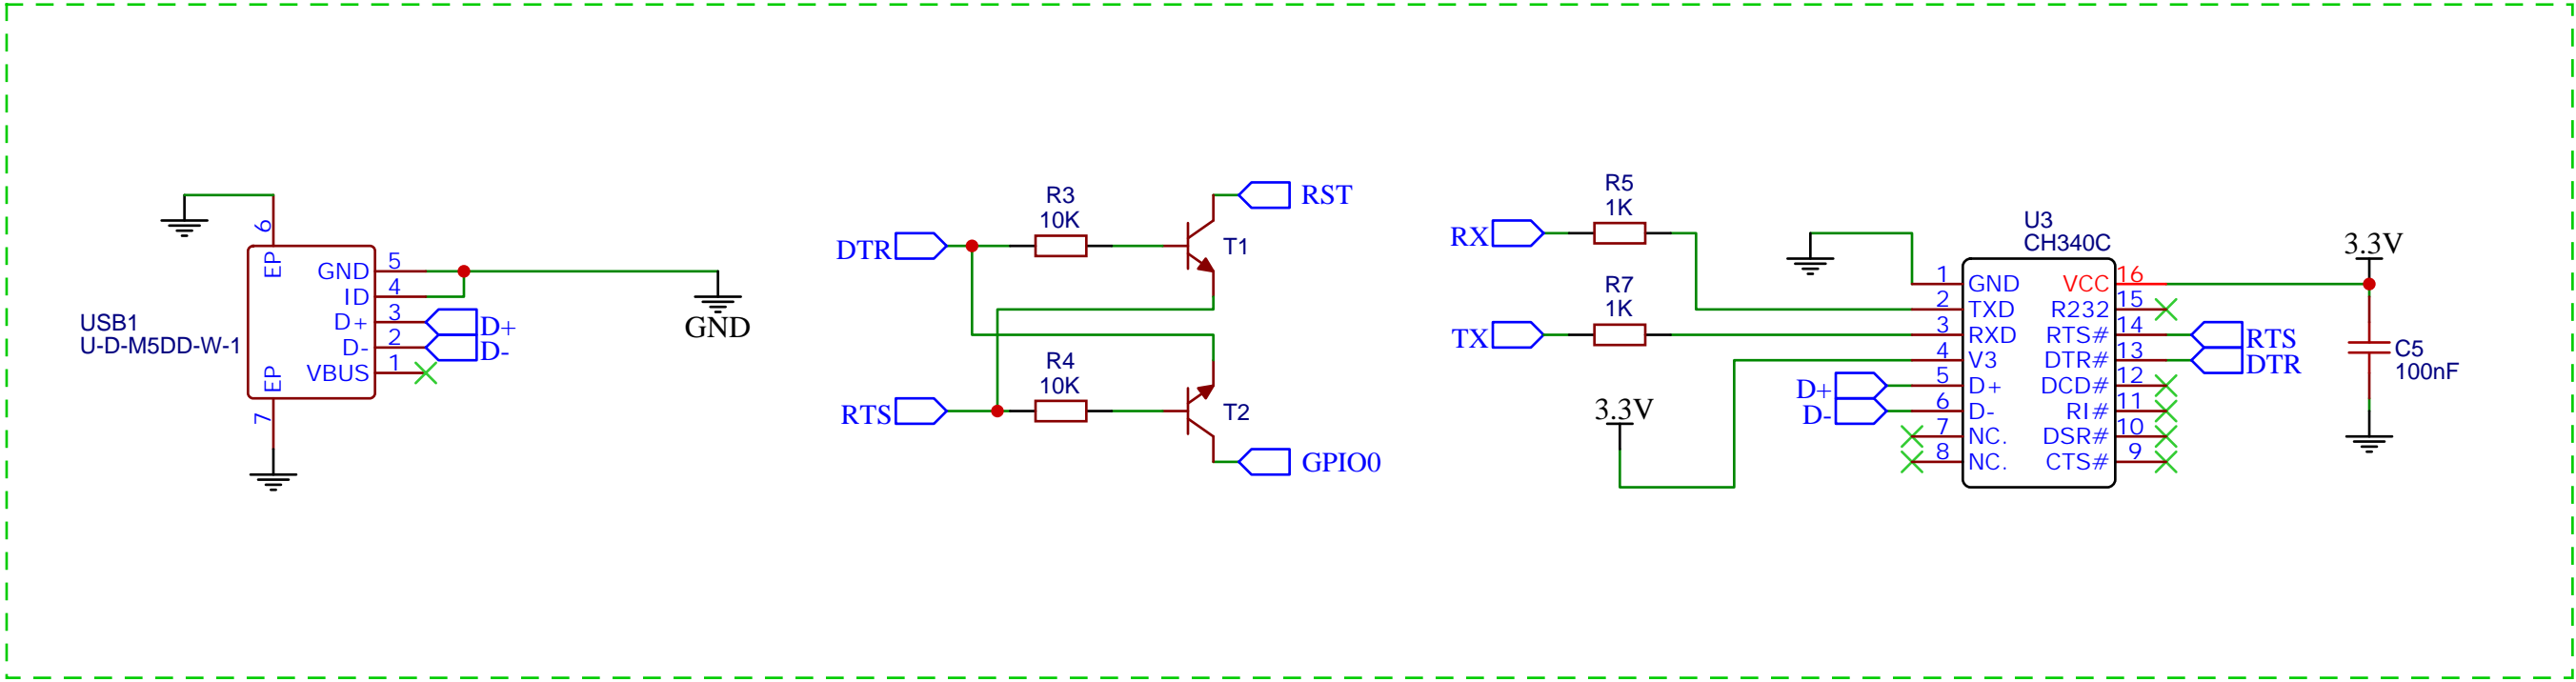 USB1
U-D-M5DD-W-1
6
EP
GND 5
ID 4
D+ 3
D- 2
VBUS 1
EP
7
D+
D-
GND
DTR
R3
10K
T1
RST
RTS
R4
10K
T2
GPIO0
RX
R5
1K
TX
R7
1K
3.3V
D+
D-
U3
CH340C
1 GND
2 TXD
3 RXD
4 V3
5 D+
6 D-
7 NC.
8 NC.
VCC 16
R232 15
RTS# 14
DTR# 13
DCD# 12
RI# 11
DSR# 10
CTS# 9
RTS
DTR
3.3V
C5
100nF